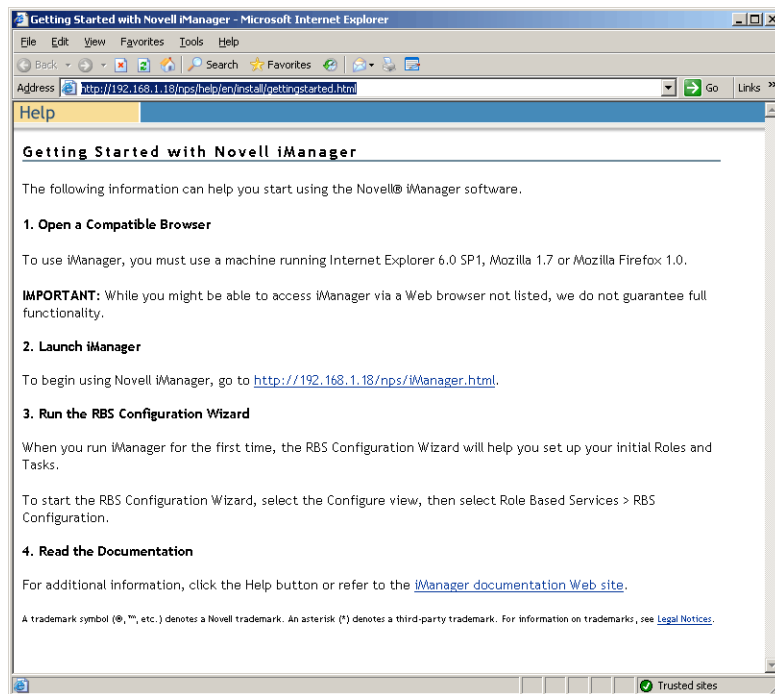 Getting Started with Novell iManager - Microsoft Internet Explorer
File Edit View Favorites Tools Help
Back Search Favorites
Address http://192.168.1.18/nps/help/en/install/gettingstarted.html Go Links »
Help
Getting Started with Novell iManager
The following information can help you start using the Novell® iManager software.
1. Open a Compatible Browser
To use iManager, you must use a machine running Internet Explorer 6.0 SP1, Mozilla 1.7 or Mozilla Firefox 1.0.
IMPORTANT: While you might be able to access iManager via a Web browser not listed, we do not guarantee full
functionality.
2. Launch iManager
To begin using Novell iManager, go to http://192.168.1.18/nps/iManager.html.
3. Run the RBS Configuration Wizard
When you run iManager for the first time, the RBS Configuration Wizard will help you set up your initial Roles and
Tasks.
To start the RBS Configuration Wizard, select the Configure view, then select Role Based Services > RBS
Configuration.
4. Read the Documentation
For additional information, click the Help button or refer to the iManager documentation Web site.
A trademark symbol (®, ™, etc.) denotes a Novell trademark. An asterisk (*) denotes a third-party trademark. For information on trademarks, see Legal Notices.
Trusted sites